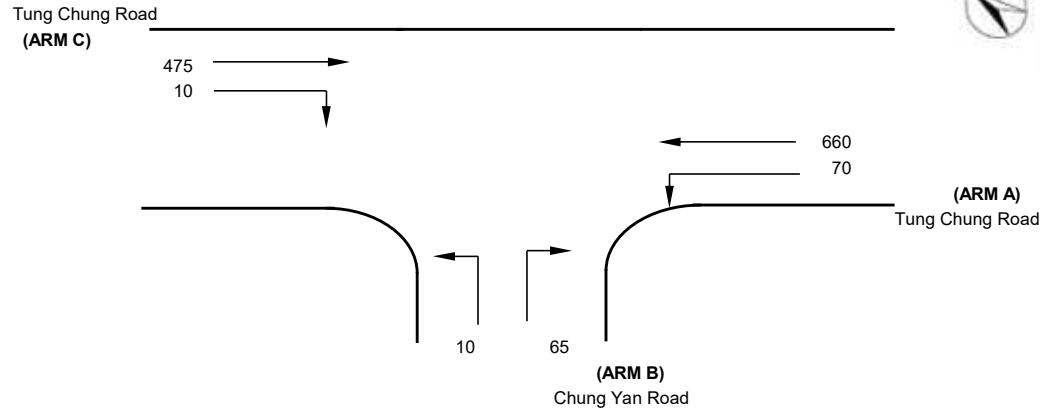 Tung Chung Road
(ARM C)
475
10
660
70
(ARM A)
Tung Chung Road
10 65
(ARM B)
Chung Yan Road